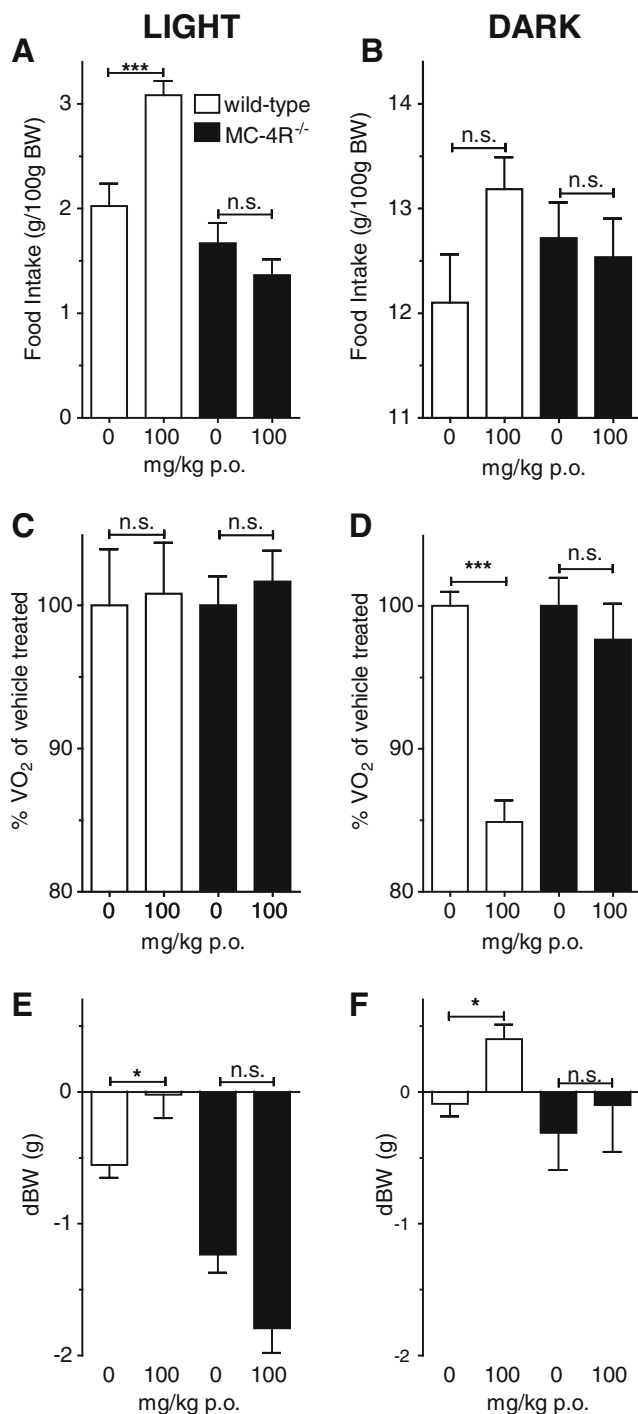 LIGHT DARK
A
***
3
2
1
0
Food Intake (g/100g BW)
wild-type
MC-4R-/-
n.s.
0 100 0 100
mg/kg p.o.
B
14
13
12
11
Food Intake (g/100g BW)
n.s.
n.s.
0 100 0 100
mg/kg p.o.
C
n.s.
n.s.
100
90
80
% VO2 of vehicle treated
0 100 0 100
mg/kg p.o.
D
***
n.s.
100
90
80
% VO2 of vehicle treated
0 100 0 100
mg/kg p.o.
E
*
n.s.
0
-1
-2
dBW (g)
0 100 0 100
mg/kg p.o.
F
*
n.s.
0
-1
-2
dBW (g)
0 100 0 100
mg/kg p.o.